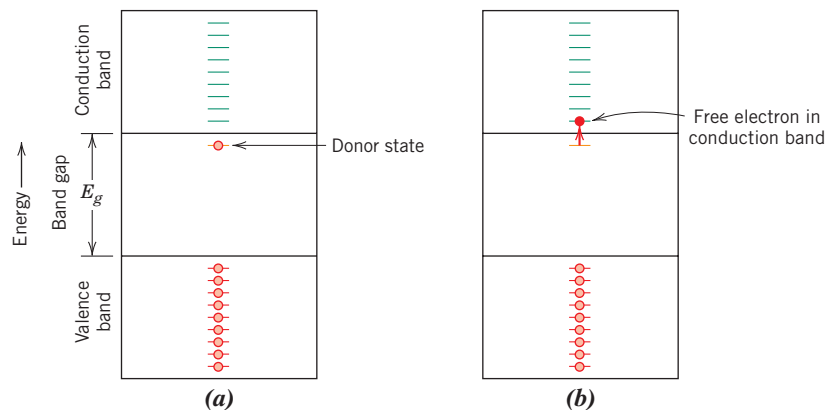 Energy
Conduction
band
Band gap
E_g
Valence
band
Donor state
(a)
Free electron in
conduction band
(b)